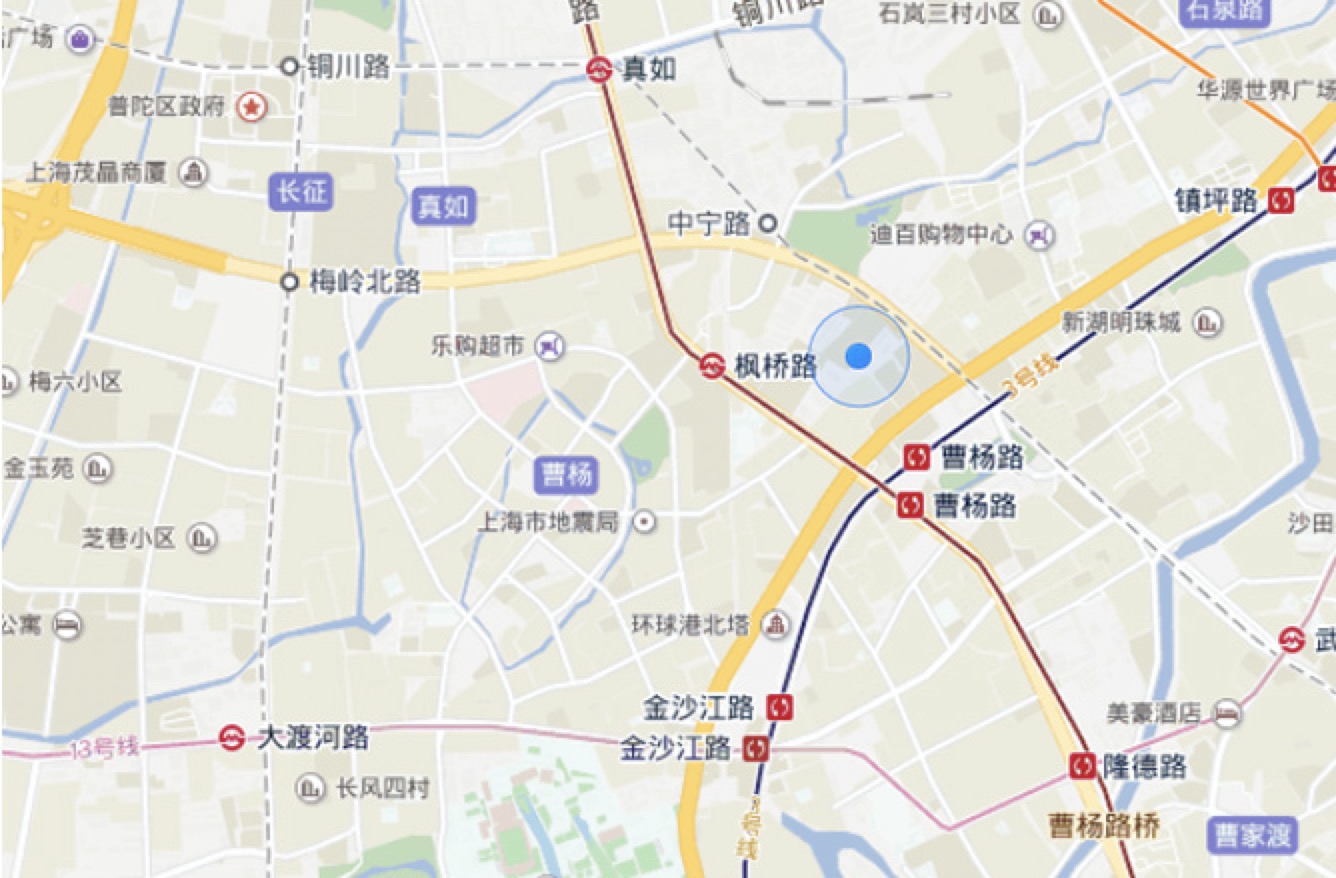 路
铜川路
石岚三村小区
石泉路
广场
铜川路
真如
华源世界广场
普陀区政府
上海茂晶商厦
长征
真如
镇坪路
中宁路
迪百购物中心
梅岭北路
新湖明珠城
乐购超市
枫桥路
3号线
梅六小区
曹杨路
金玉苑
曹杨
曹杨路
上海市地震局
沙田
芝巷小区
公寓
环球港北塔
武
金沙江路
美豪酒店
13号线
大渡河路
金沙江路
隆德路
长风四村
号线
曹杨路桥
曹家渡